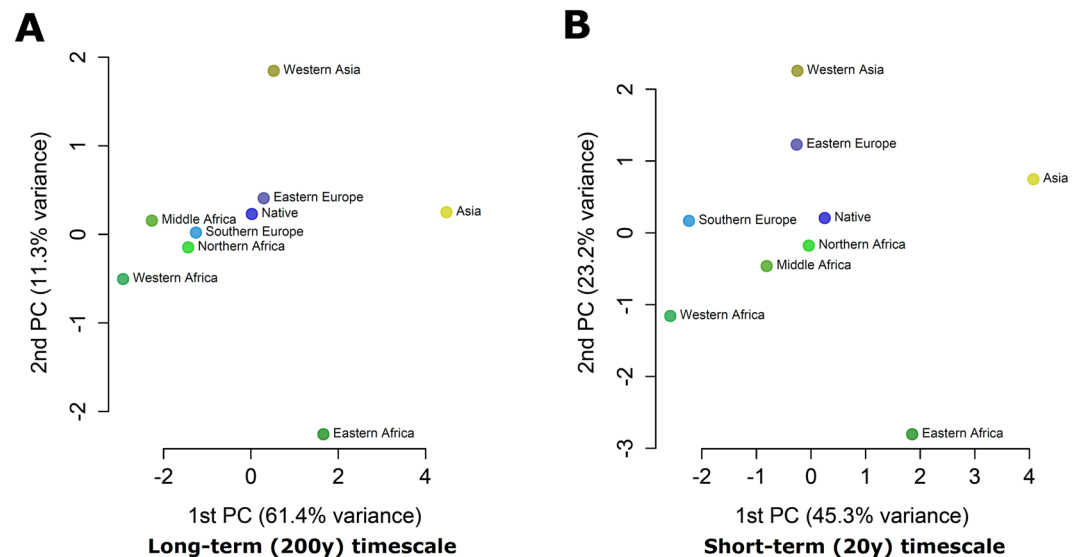 A
2nd PC (11.3% variance)
2
1
0
-1
-2
Western Asia
Eastern Europe
Native
Asia
Middle Africa
Southern Europe
Northern Africa
Western Africa
Eastern Africa
-2
0
2
4
1st PC (61.4% variance)
Long-term (200y) timescale
B
2nd PC (23.2% variance)
2
1
0
-1
-2
-3
Western Asia
Eastern Europe
Asia
Southern Europe
Native
Northern Africa
Middle Africa
Western Africa
Eastern Africa
-2
-1
0
1
2
3
4
1st PC (45.3% variance)
Short-term (20y) timescale